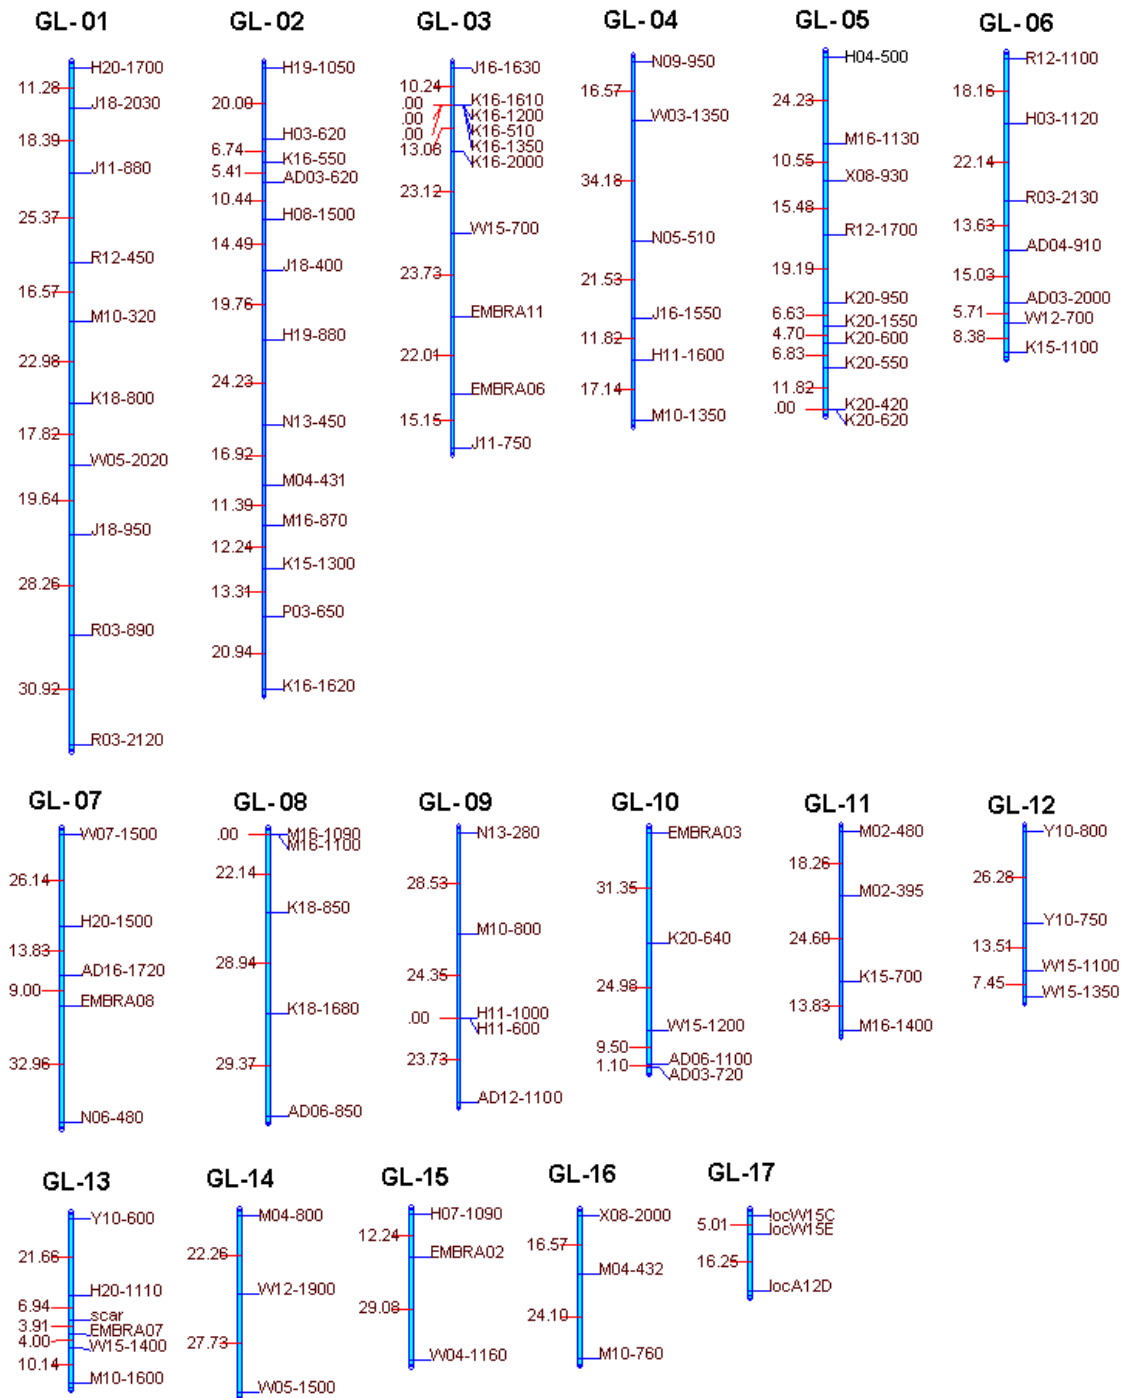 GL-01
H20-1700
11.28
J18-2030
18.39
J11-880
25.37
R12-450
16.57
M10-320
22.98
K18-800
17.82
W05-2020
19.64
J18-950
28.26
R03-890
30.92
R03-2120
GL-02
H19-1050
20.08
H03-620
6.74
K16-550
5.41
AD03-620
10.44
H08-1500
14.49
J18-400
19.76
H19-880
24.23
N13-450
16.92
M04-431
11.39
M16-870
12.24
K15-1300
13.31
P03-650
20.94
K16-1620
GL-03
J16-1630
10.24
K16-1610
.00
K16-1200
.00
K16-510
.00
K16-1350
13.08
K16-2000
23.12
W15-700
23.73
EMBRA11
22.01
EMBRA06
15.15
J11-750
GL-04
N09-950
16.57
W03-1350
34.18
N05-510
21.53
J16-1550
11.82
H11-1600
17.14
M10-1350
GL-05
H04-500
24.23
M16-1130
10.55
X08-930
15.48
R12-1700
19.19
K20-950
6.63
K20-1550
4.70
K20-600
6.83
K20-550
11.82
K20-420
.00
K20-620
GL-06
R12-1100
18.16
H03-1120
22.14
R03-2130
13.63
AD04-910
15.03
AD03-2000
5.71
W12-700
8.38
K15-1100
GL-07
W07-1500
26.14
H20-1500
13.83
AD16-1720
9.00
EMBRA08
32.96
N06-480
GL-08
.00
M16-1090
M16-1100
22.14
K18-850
28.94
K18-1680
29.37
AD06-850
GL-09
N13-280
28.53
M10-800
24.35
H11-1000
.00
H11-600
23.73
AD12-1100
GL-10
EMBRA03
31.35
K20-640
24.98
W15-1200
9.50
AD06-1100
1.10
AD03-720
GL-11
M02-480
18.26
M02-395
24.60
K15-700
13.83
M16-1400
GL-12
Y10-800
26.28
Y10-750
13.51
W15-1100
7.45
W15-1350
GL-13
Y10-600
21.66
H20-1110
6.94
scar
3.91
EMBRA07
4.00
W15-1400
10.14
M10-1600
GL-14
M04-800
22.26
W12-1900
27.73
W05-1500
GL-15
H07-1090
12.24
EMBRA02
29.08
W04-1160
GL-16
X08-2000
16.57
M04-432
24.10
M10-760
GL-17
locW15C
5.01
locW15E
16.25
locA12D